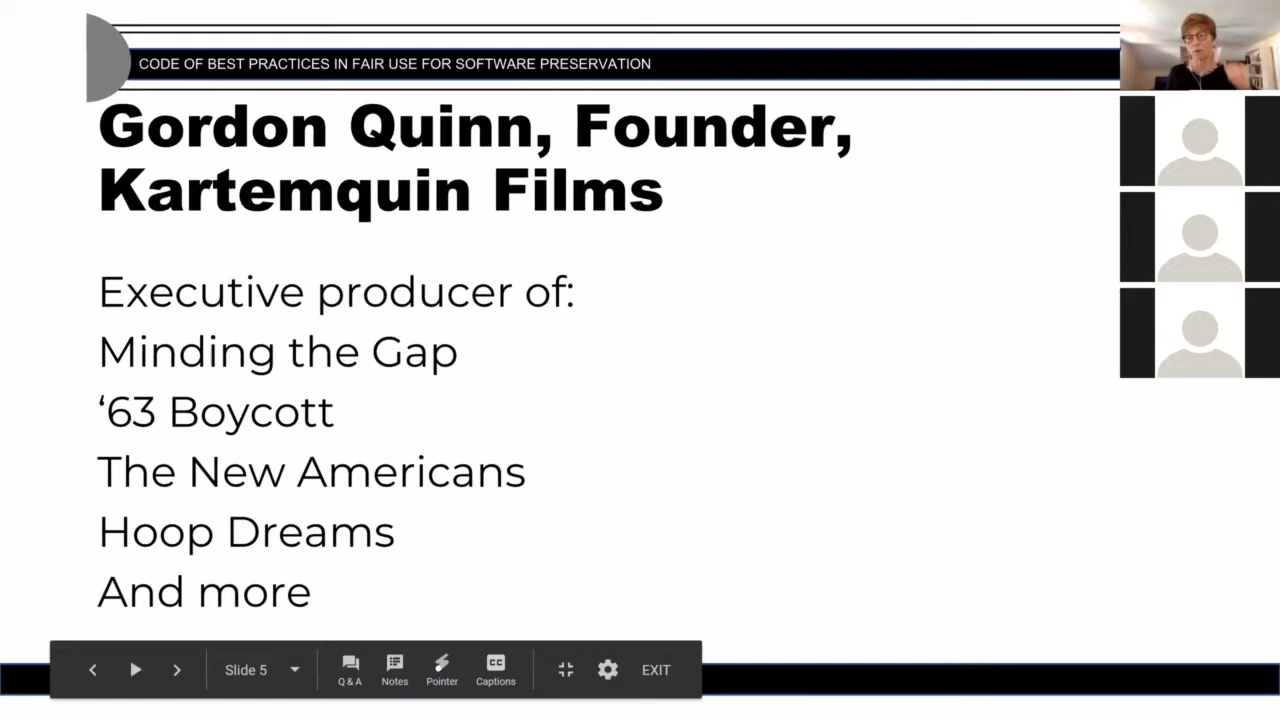 CODE OF BEST PRACTICES IN FAIR USE FOR SOFTWARE PRESERVATION
Gordon Quinn, Founder,
Kartemquin Films
Executive producer of:
Minding the Gap
‘63 Boycott
The New Americans
Hoop Dreams
And more
Slide 5
Q & A
Notes
Pointer
CC
Captions
EXIT